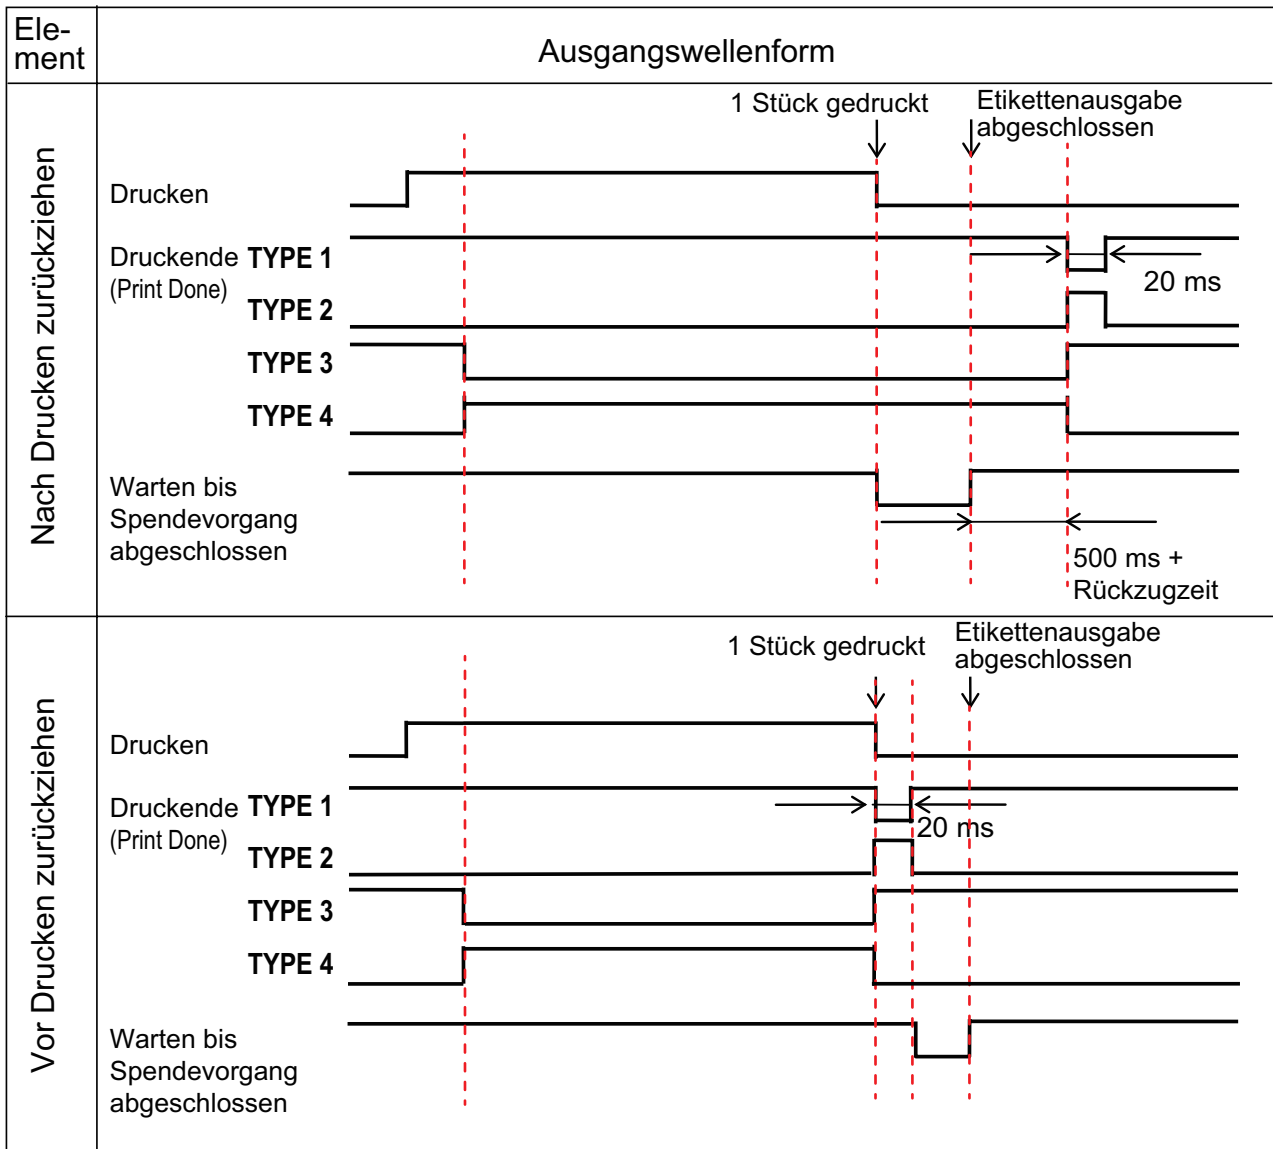 Ele-
ment
Ausgangswellenform
Nach Drucken zurückziehen
1 Stück gedruckt
Etikettenausgabe
abgeschlossen
Drucken
Druckende TYPE 1
(Print Done)
20 ms
TYPE 2
TYPE 3
TYPE 4
Warten bis
Spendevorgang
abgeschlossen
500 ms +
Rückzugzeit
Vor Drucken zurückziehen
1 Stück gedruckt
Etikettenausgabe
abgeschlossen
Drucken
Druckende TYPE 1
(Print Done)
20 ms
TYPE 2
TYPE 3
TYPE 4
Warten bis
Spendevorgang
abgeschlossen